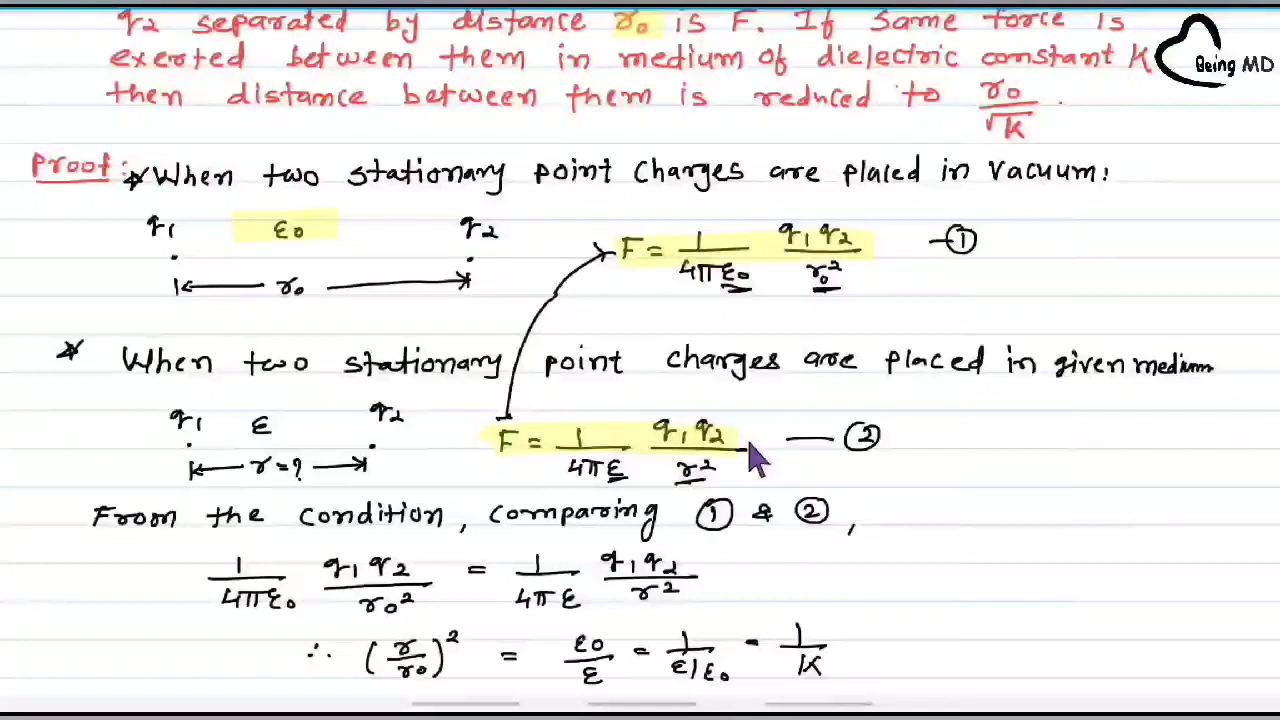 q₂ separated by distance r₀ is F. If same force is
exerted between them in medium of dielectric constant K
then distance between them is reduced to r₀/√K.
Being MD
Proof: * When two stationary point charges are placed in vacuum:
q₁ ε₀ q₂
r₀
F = 1/4πε₀ q₁q₂/r₀² — ①
* When two stationary point charges are placed in given medium
q₁ ε q₂
r = ?
F = 1/4πε q₁q₂/r² — ②
From the condition, comparing ① & ②,
1/4πε₀ q₁q₂/r₀² = 1/4πε q₁q₂/r²
∴ (r/r₀)² = ε₀/ε = 1/ε/ε₀ = 1/K